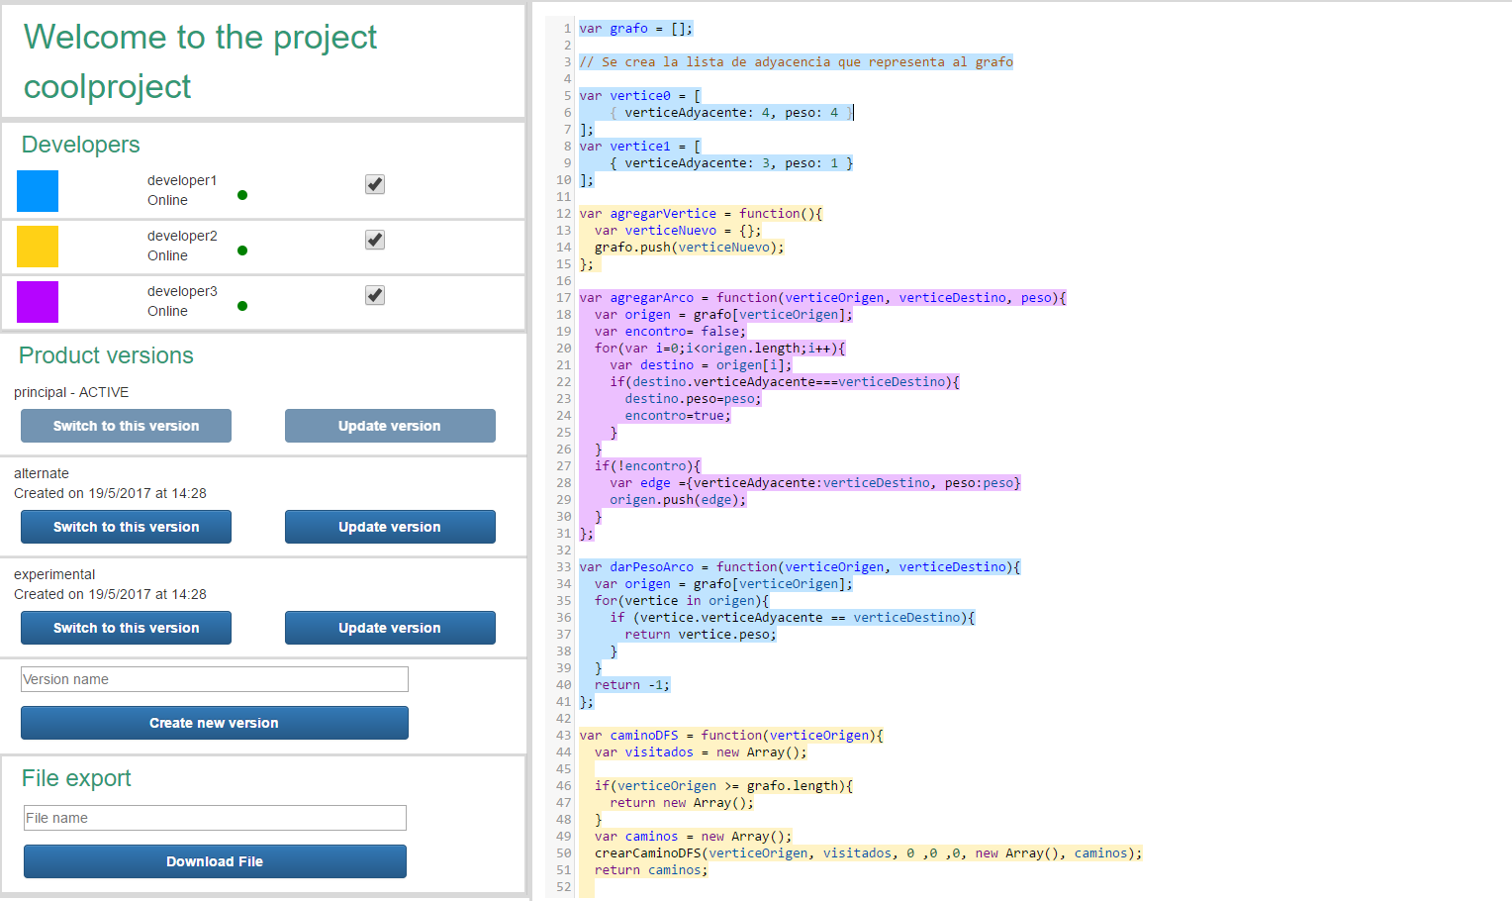 Welcome to the project
coolproject
Developers
developer1
Online
developer2
Online
developer3
Online
Product versions
principal - ACTIVE
Switch to this version
Update version
alternate
Created on 19/5/2017 at 14:28
Switch to this version
Update version
experimental
Created on 19/5/2017 at 14:28
Switch to this version
Update version
Version name
Create new version
File export
File name
Download File
1 var grafo = [];
2
3 // Se crea la lista de adyacencia que representa al grafo
4
5 var vertice0 = [
6     { verticeAdyacente: 4, peso: 4 }
7 ];
8 var vertice1 = [
9     { verticeAdyacente: 3, peso: 1 }
10 ];
11
12 var agregarVertice = function(){
13   var verticeNuevo = {};
14   grafo.push(verticeNuevo);
15 };
16
17 var agregarArco = function(verticeOrigen, verticeDestino, peso){
18   var origen = grafo[verticeOrigen];
19   var encontro= false;
20   for(var i=0;i<origen.length;i++){
21     var destino = origen[i];
22     if(destino.verticeAdyacente===verticeDestino){
23       destino.peso=peso;
24       encontro=true;
25     }
26   }
27   if(!encontro){
28     var edge ={verticeAdyacente:verticeDestino, peso:peso}
29     origen.push(edge);
30   }
31 };
32
33 var darPesoArco = function(verticeOrigen, verticeDestino){
34   var origen = grafo[verticeOrigen];
35   for(vertice in origen){
36     if (vertice.verticeAdyacente == verticeDestino){
37       return vertice.peso;
38     }
39   }
40   return -1;
41 };
42
43 var caminoDFS = function(verticeOrigen){
44   var visitados = new Array();
45
46   if(verticeOrigen >= grafo.length){
47     return new Array();
48   }
49   var caminos = new Array();
50   crearCaminoDFS(verticeOrigen, visitados, 0 ,0 ,0, new Array(), caminos);
51   return caminos;
52